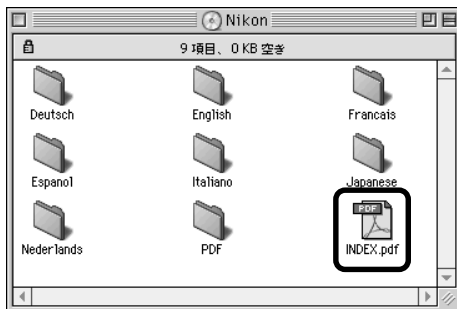 Nikon
9 項目、0 KB 空き
Deutsch English Francais
Espanol Italiano Japanese
PDF
Nederlands PDF INDEX.pdf